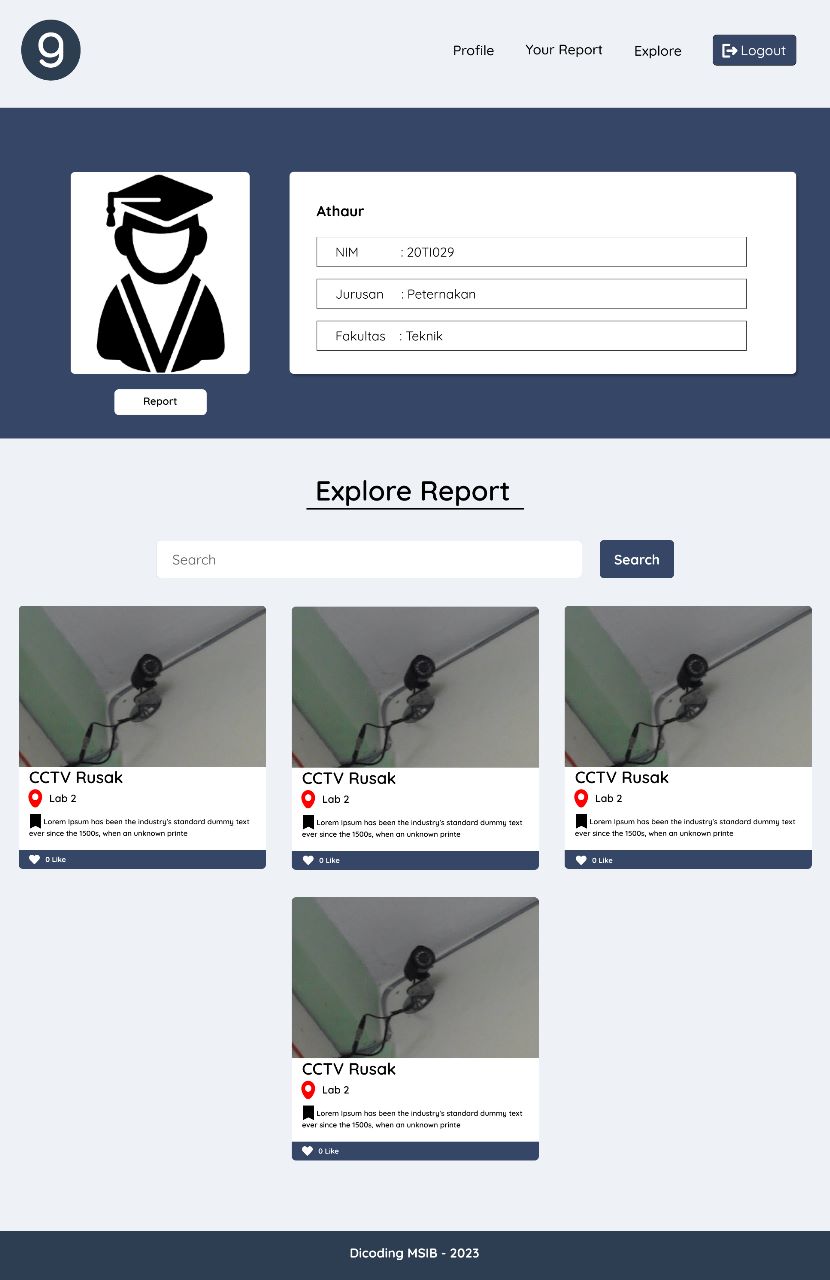 g
Profile
Your Report
Explore
Logout
Athaur
NIM : 20TI029
Jurusan : Peternakan
Fakultas : Teknik
Report
Explore Report
Search
Search
CCTV Rusak
Lab 2
Lorem Ipsum has been the industry's standard dummy text
ever since the 1500s, when an unknown printe
0 Like
CCTV Rusak
Lab 2
Lorem Ipsum has been the industry's standard dummy text
ever since the 1500s, when an unknown printe
0 Like
CCTV Rusak
Lab 2
Lorem Ipsum has been the industry's standard dummy text
ever since the 1500s, when an unknown printe
0 Like
CCTV Rusak
Lab 2
Lorem Ipsum has been the industry's standard dummy text
ever since the 1500s, when an unknown printe
0 Like
Dicoding MSIB - 2023